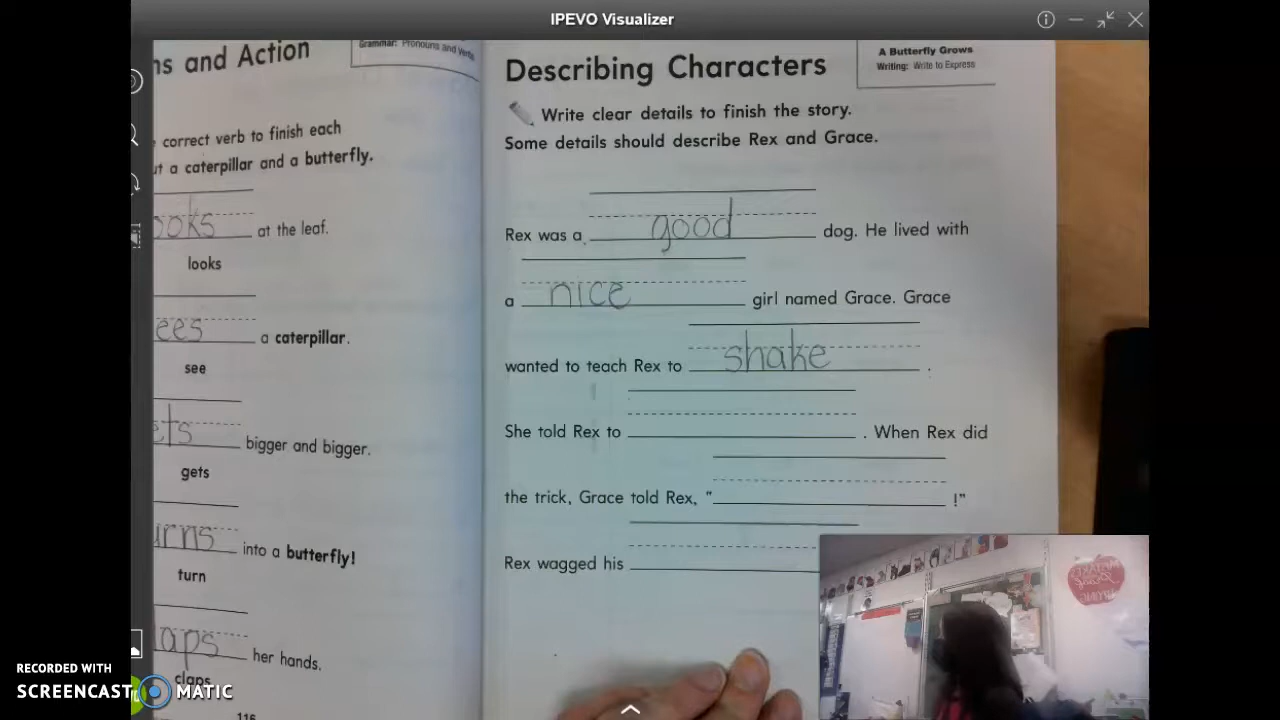 IPEVO Visualizer
ns and Action
Grammar: Pronouns and Verbs
correct verb to finish each
ut a caterpillar and a butterfly.
ooks at the leaf.
looks
ees a caterpillar.
see
ets bigger and bigger.
gets
urns into a butterfly!
turn
aps her hands.
claps
116
Describing Characters
A Butterfly Grows
Writing: Write to Express
Write clear details to finish the story.
Some details should describe Rex and Grace.
Rex was a good dog. He lived with
a nice girl named Grace. Grace
wanted to teach Rex to shake .
She told Rex to . When Rex did
the trick, Grace told Rex, " !"
Rex wagged his
RECORDED WITH
SCREENCAST MATIC